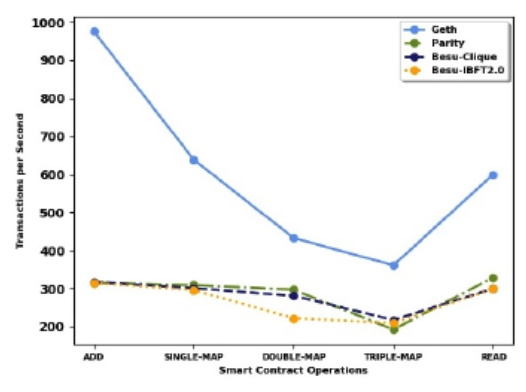 1000
900
800
700
600
500
400
300
200
Transactions per Second
Geth
Parity
Besu-Clique
Besu-IBFT2.0
ADD SINGLE-MAP DOUBLE-MAP TRIPLE-MAP READ
Smart Contract Operations